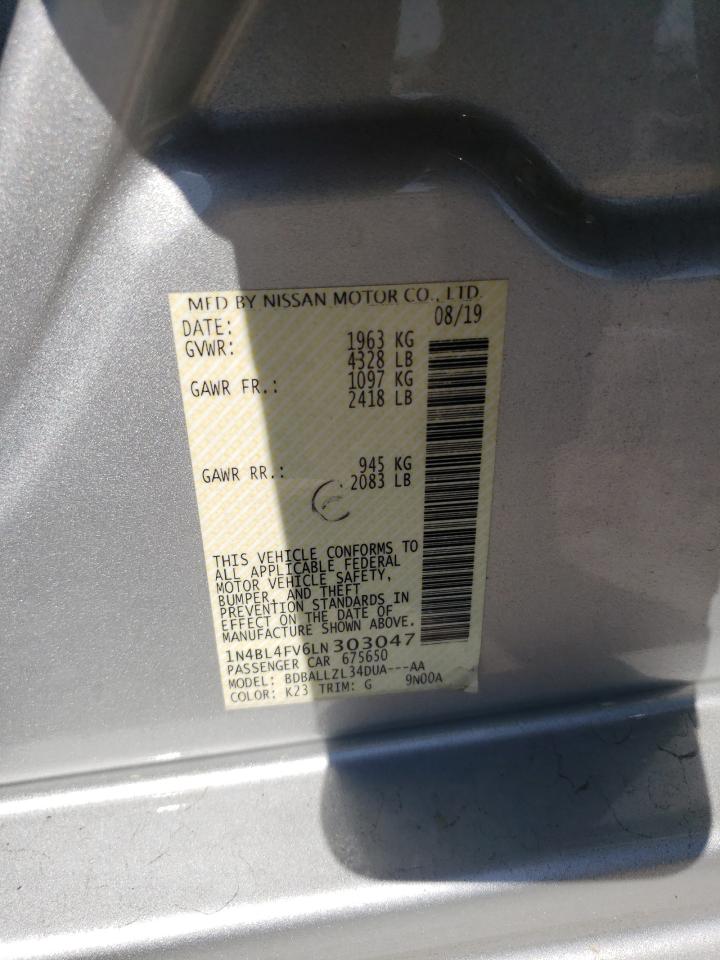 MFD BY NISSAN MOTOR CO., LTD.
DATE: 08/19
GVWR: 1963 KG
4328 LB
GAWR FR.: 1097 KG
2418 LB
GAWR RR.: 945 KG
2083 LB
THIS VEHICLE CONFORMS TO
ALL APPLICABLE FEDERAL
MOTOR VEHICLE SAFETY,
BUMPER, AND THEFT
PREVENTION STANDARDS IN
EFFECT ON THE DATE OF
MANUFACTURE SHOWN ABOVE.
1N4BL4FV6LN303047
PASSENGER CAR 675650
MODEL: BDBALLZL34DUA---AA
COLOR: K23 TRIM: G 9N00A